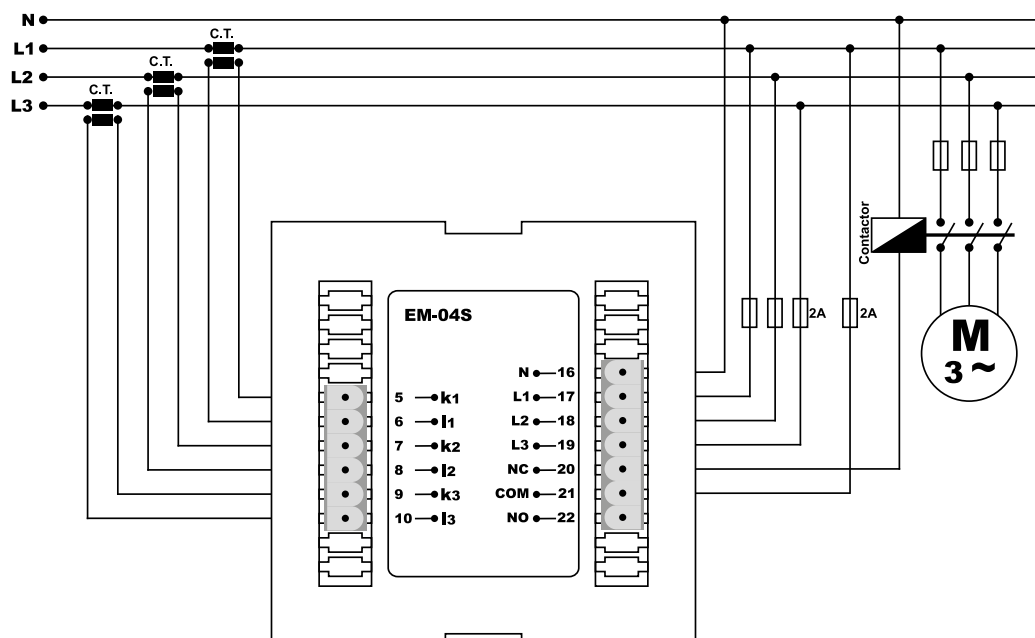 N
L1
L2
L3
C.T.
C.T.
C.T.
EM-04S
5 k1
6 l1
7 k2
8 l2
9 k3
10 l3
N 16
L1 17
L2 18
L3 19
NC 20
COM 21
NO 22
2A
2A
Contactor
M
3 ~